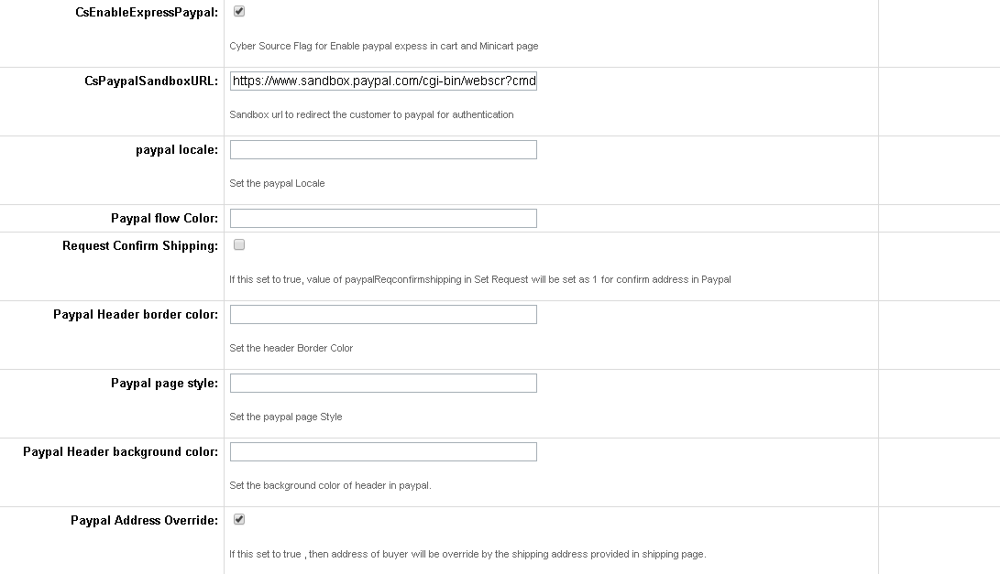 CsEnableExpressPaypal:
Cyber Source Flag for Enable paypal expess in cart and Minicart page
CsPaypalSandboxURL: https://www.sandbox.paypal.com/cgi-bin/webscr?cmd
Sandbox url to redirect the customer to paypal for authentication
paypal locale:
Set the paypal Locale
Paypal flow Color:
Request Confirm Shipping:
If this set to true, value of paypalReqconfirmshipping in Set Request will be set as 1 for confirm address in Paypal
Paypal Header border color:
Set the header Border Color
Paypal page style:
Set the paypal page Style
Paypal Header background color:
Set the background color of header in paypal.
Paypal Address Override:
If this set to true , then address of buyer will be override by the shipping address provided in shipping page.